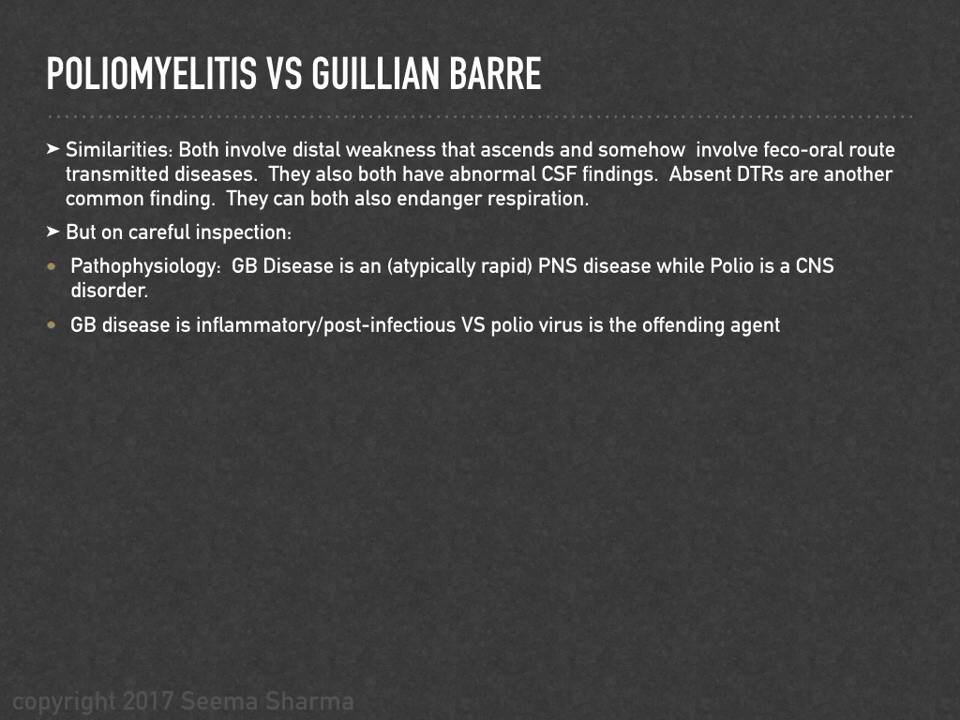 POLIOMYELITIS VS GUILLIAN BARRE
➤ Similarities: Both involve distal weakness that ascends and somehow  involve feco-oral route
transmitted diseases.  They also both have abnormal CSF findings.  Absent DTRs are another
common finding.  They can both also endanger respiration.
➤ But on careful inspection:
• Pathophysiology:  GB Disease is an (atypically rapid) PNS disease while Polio is a CNS
disorder.
• GB disease is inflammatory/post-infectious VS polio virus is the offending agent
copyright 2017 Seema Sharma